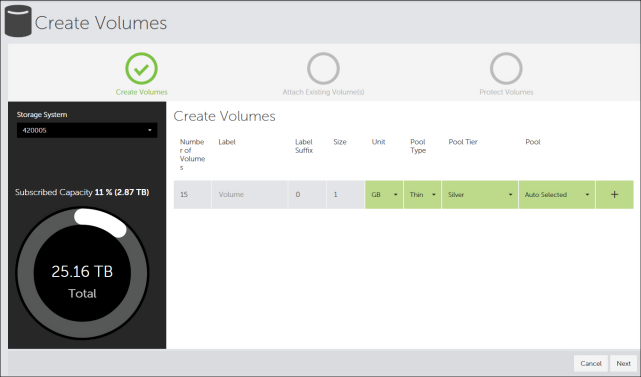 Create Volumes
Create Volumes
Attach Existing Volume(s)
Protect Volumes
Storage System
420005
Subscribed Capacity 11 % (2.87 TB)
25.16 TB
Total
Create Volumes
Numbe
r of
Volume
s
Label
Label
Suffix
Size
Unit
Pool
Type
Pool Tier
Pool
15
Volume
0
1
GB
Thin
Silver
Auto Selected
+
Cancel
Next